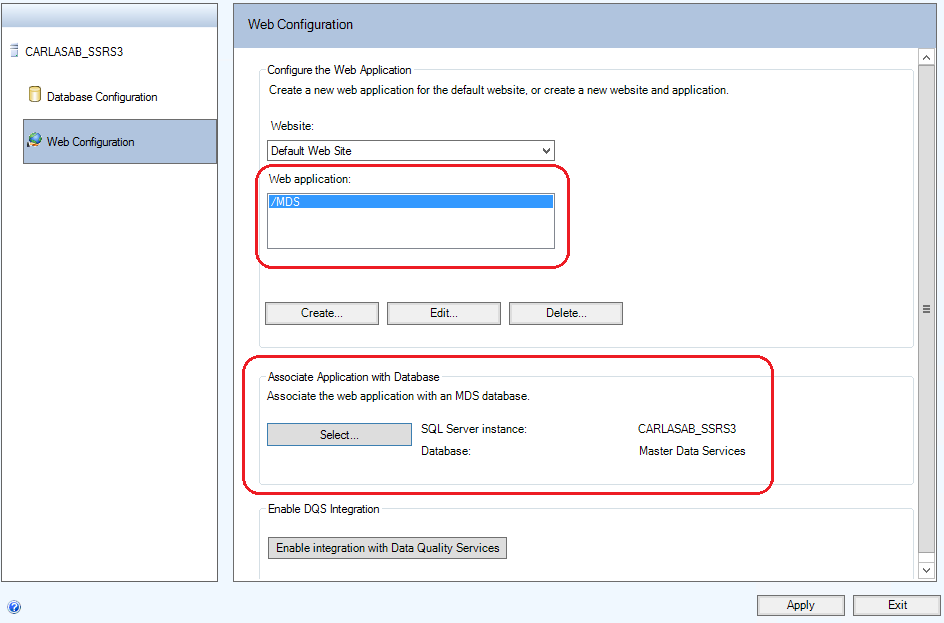 CARLASAB_SSRS3
Database Configuration
Web Configuration
Web Configuration
Configure the Web Application
Create a new web application for the default website, or create a new website and application.
Website:
Default Web Site
Web application:
/MDS
Create... Edit... Delete...
Associate Application with Database
Associate the web application with an MDS database.
Select... SQL Server instance: CARLASAB_SSRS3
Database: Master Data Services
Enable DQS Integration
Enable integration with Data Quality Services
? Apply Exit